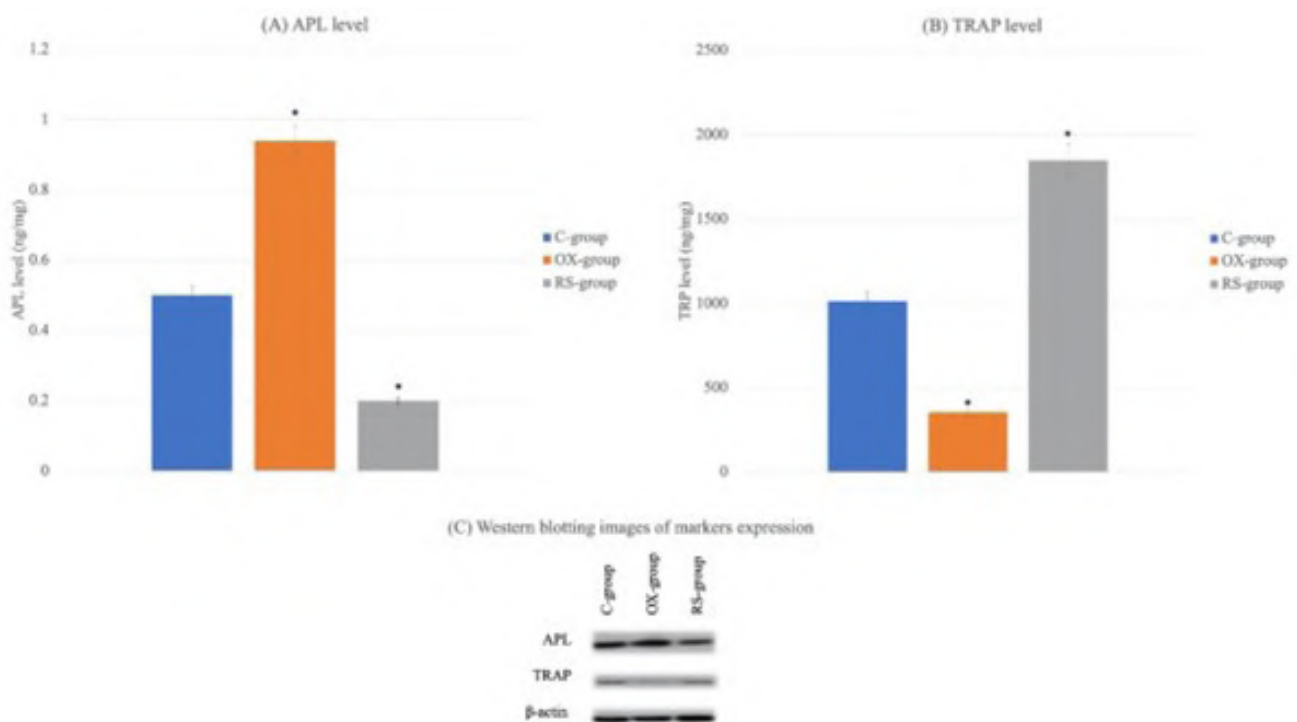 (A) APL level
1.2
1
0.8
0.6
0.4
0.2
0
APL level (ng/mg)
C-group
OX-group
RS-group
(B) TRAP level
2500
2000
1500
1000
500
0
TRP level (ng/mg)
C-group
OX-group
RS-group
(C) Western blotting images of markers expression
C-group
OX-group
RS-group
APL
TRAP
β-actin